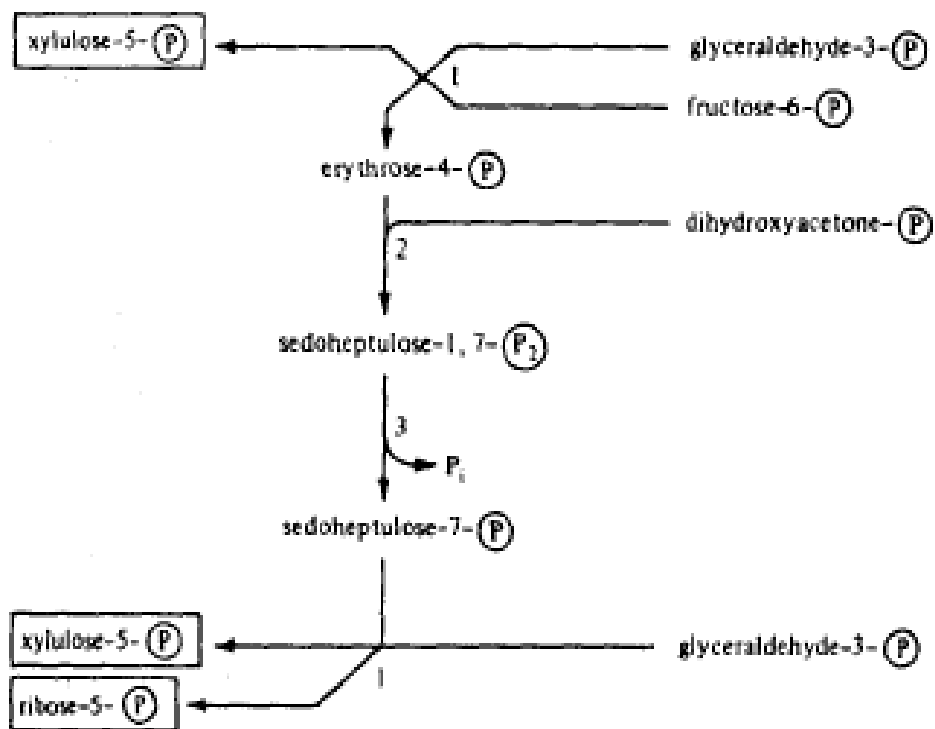 xylulose-5-P
glyceraldehyde-3-P
1
fructose-6-P
erythrose-4-P
dihydroxyacetone-P
2
sedoheptulose-1, 7-P2
3
Pi
sedoheptulose-7-P
xylulose-5-P
glyceraldehyde-3-P
1
ribose-5-P